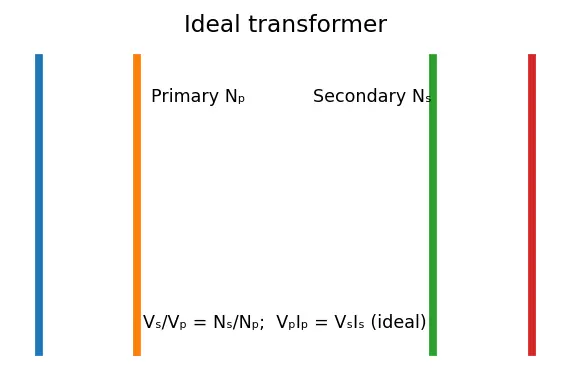 Ideal transformer
Primary Nₚ
Secondary Nₛ
Vₛ/Vₚ = Nₛ/Nₚ;  VₚIₚ = VₛIₛ (ideal)